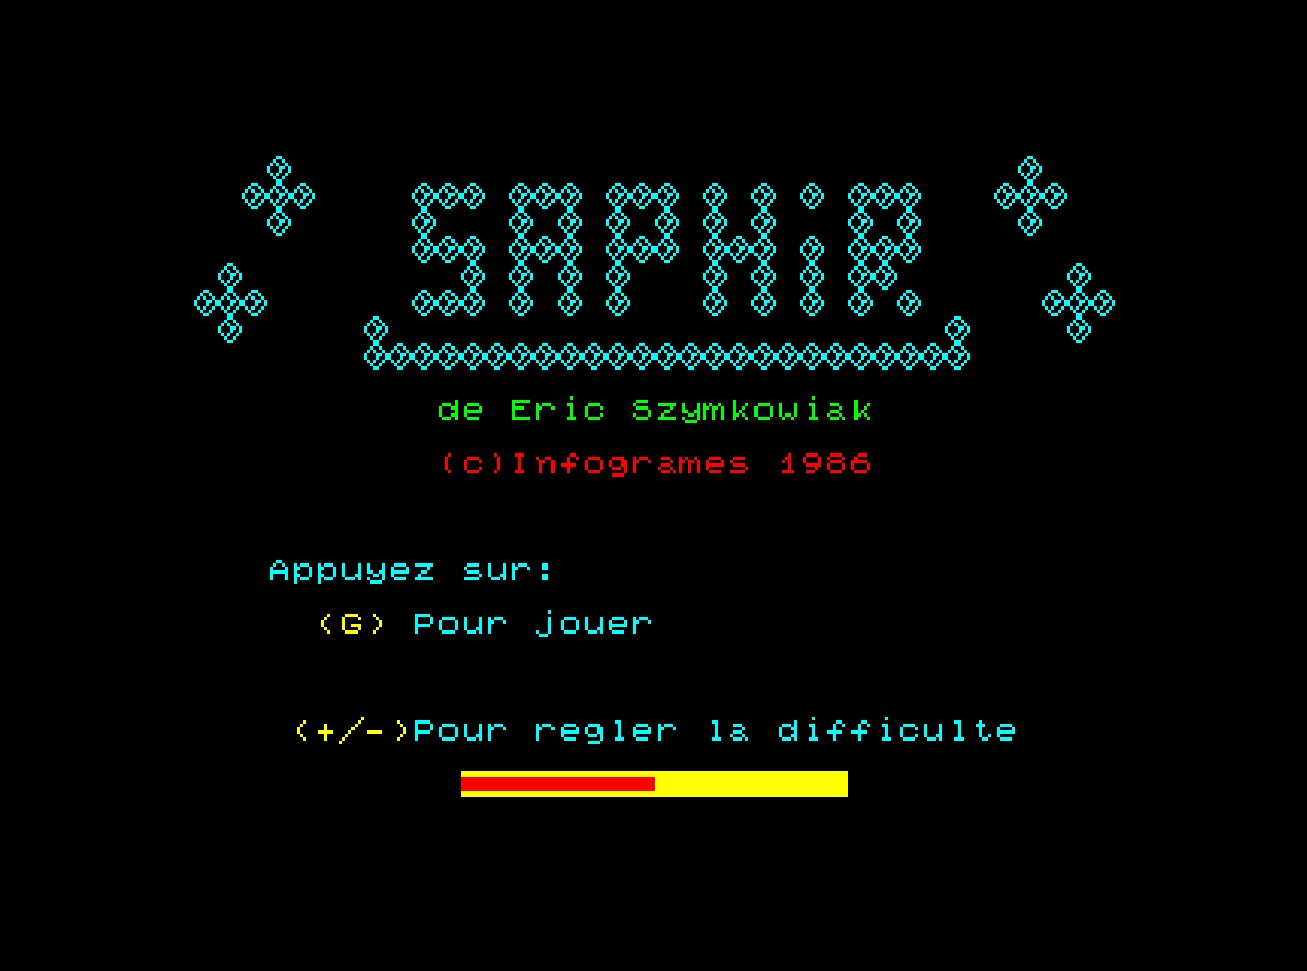 SAPHiR
de Eric Szymkowiak
(c)Infogrames 1986
Appuyez sur:
(G) Pour jouer
(+/-)Pour regler la difficulte